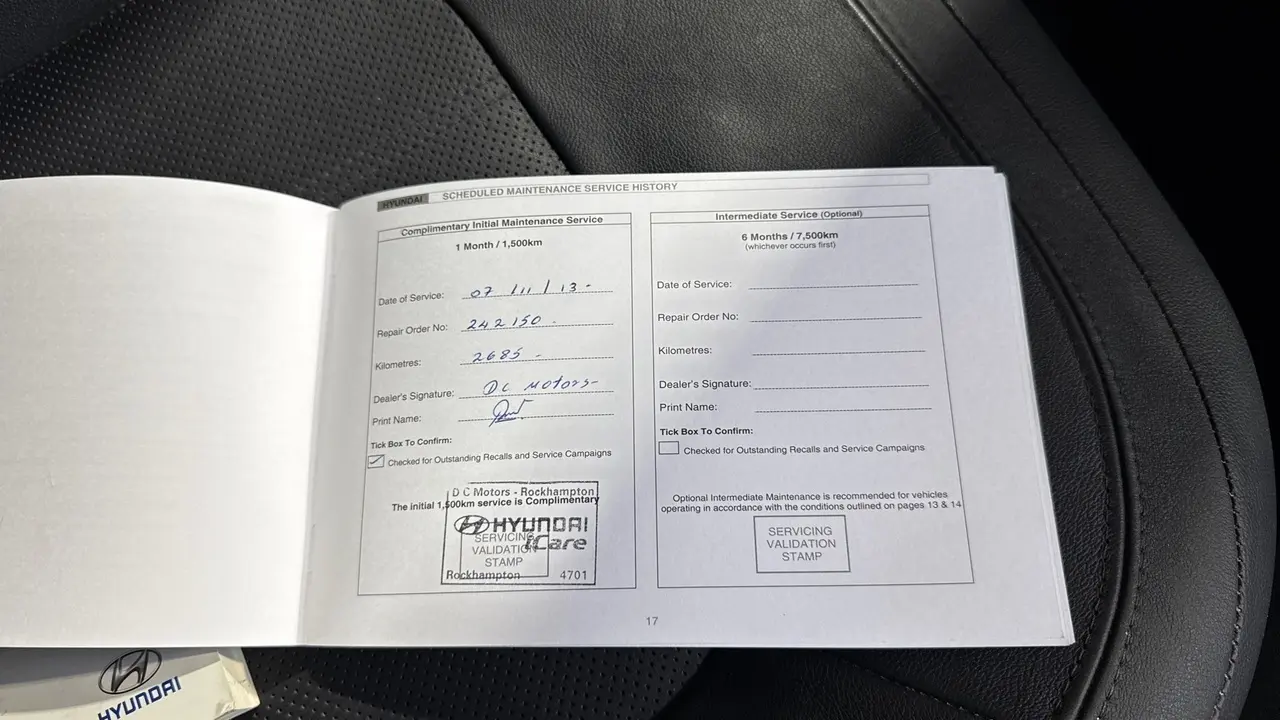 HYUNDAI SCHEDULED MAINTENANCE SERVICE HISTORY
Complimentary Initial Maintenance Service
1 Month / 1,500km
Date of Service: 07 / 11 / 13 -
Repair Order No: 242150 -
Kilometres: 2685 -
Dealer's Signature: DC MOTORS -
Print Name:
Tick Box To Confirm:
Checked for Outstanding Recalls and Service Campaigns
D C Motors - Rockhampton
The initial 1,500km service is Complimentary
HYUNDAI
iCare
SERVICING
VALIDATION
STAMP
Rockhampton 4701
Intermediate Service (Optional)
6 Months / 7,500km
(whichever occurs first)
Date of Service:
Repair Order No:
Kilometres:
Dealer's Signature:
Print Name:
Tick Box To Confirm:
Checked for Outstanding Recalls and Service Campaigns
Optional Intermediate Maintenance is recommended for vehicles
operating in accordance with the conditions outlined on pages 13 & 14
SERVICING
VALIDATION
STAMP
17
HYUNDAI